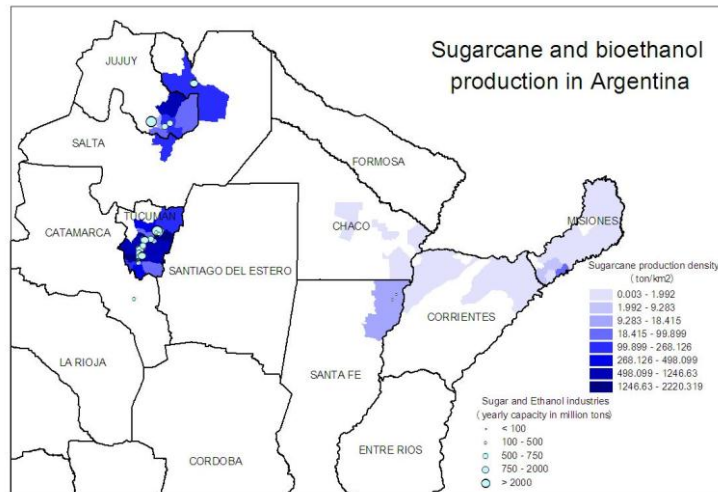 Sugarcane and bioethanol
production in Argentina
JUJUY
SALTA
FORMOSA
TUCUMAN
CATAMARCA
CHACO
MISIONES
SANTIAGO DEL ESTERO
CORRIENTES
LA RIOJA
SANTA FE
CORDOBA
ENTRE RIOS
Sugarcane production density
( ton/km2)
0.003 - 1.992
1.992 - 9.283
9.283 - 18.415
18.415 - 99.899
99.899 - 268.126
268.126 - 498.099
498.099 - 1246.63
1246.63 - 2220.319
Sugar and Ethanol industries
( yearly capacity in million tons)
< 100
100 - 500
500 - 750
750 - 2000
> 2000